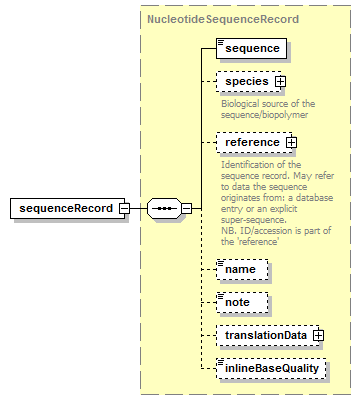 NucleotideSequenceRecord
sequence
species
Biological source of the
sequence/biopolymer
reference
Identification of the
sequence record. May refer
to data the sequence
originates from: a database
entry or an explicit
super-sequence.
NB. ID/accession is part of
the 'reference'
sequenceRecord
name
note
translationData
inlineBaseQuality